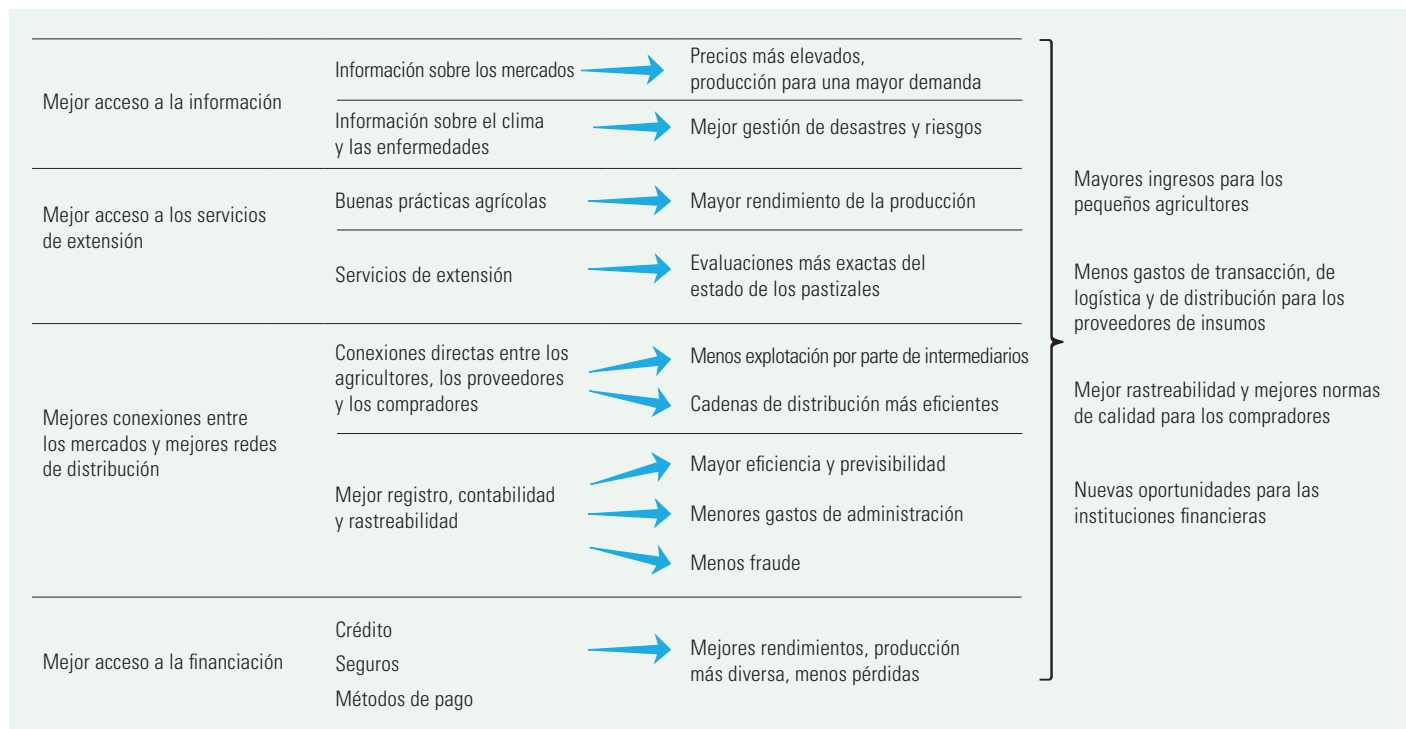 Mejor acceso a la información
Información sobre los mercados
Precios más elevados,
producción para una mayor demanda
Información sobre el clima
y las enfermedades
Mejor gestión de desastres y riesgos
Mejor acceso a los servicios
de extensión
Buenas prácticas agrícolas
Mayor rendimiento de la producción
Servicios de extensión
Evaluaciones más exactas del
estado de los pastizales
Mejores conexiones entre
los mercados y mejores redes
de distribución
Conexiones directas entre los
agricultores, los proveedores
y los compradores
Menos explotación por parte de intermediarios
Cadenas de distribución más eficientes
Mejor registro, contabilidad
y rastreabilidad
Mayor eficiencia y previsibilidad
Menores gastos de administración
Menos fraude
Mejor acceso a la financiación
Crédito
Seguros
Métodos de pago
Mejores rendimientos, producción
más diversa, menos pérdidas
Mayores ingresos para los
pequeños agricultores
Menos gastos de transacción, de
logística y de distribución para los
proveedores de insumos
Mejor rastreabilidad y mejores normas
de calidad para los compradores
Nuevas oportunidades para las
instituciones financieras